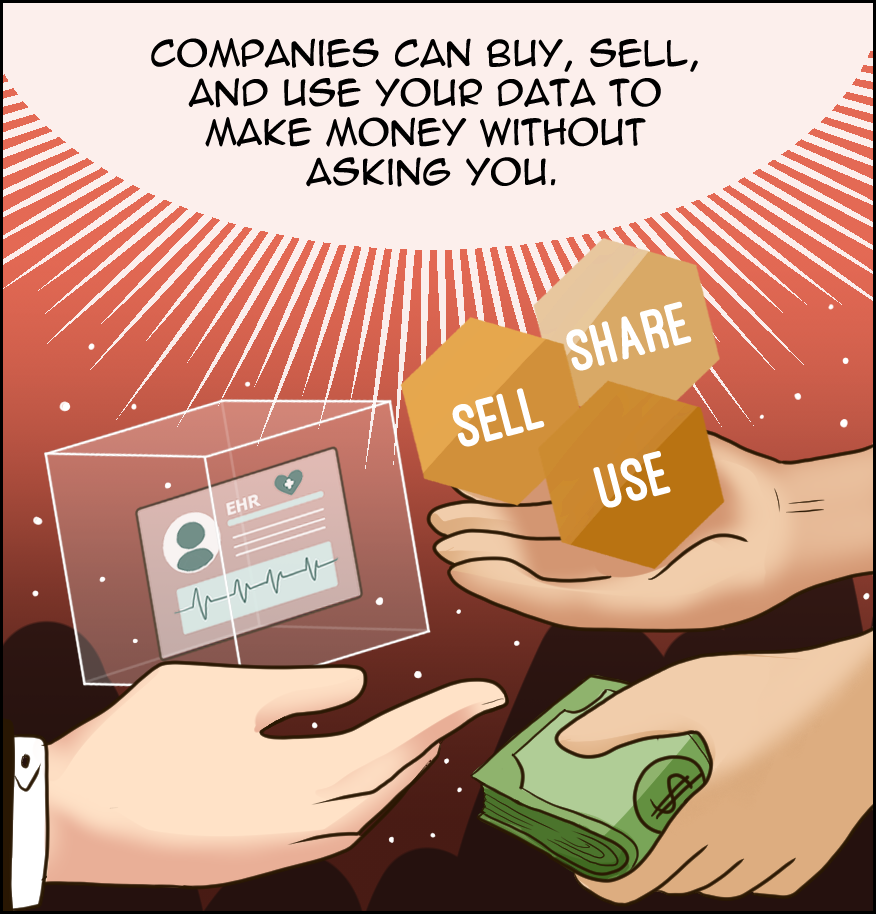 COMPANIES CAN BUY, SELL,
AND USE YOUR DATA TO
MAKE MONEY WITHOUT
ASKING YOU.
SHARE
SELL
USE
EHR
$